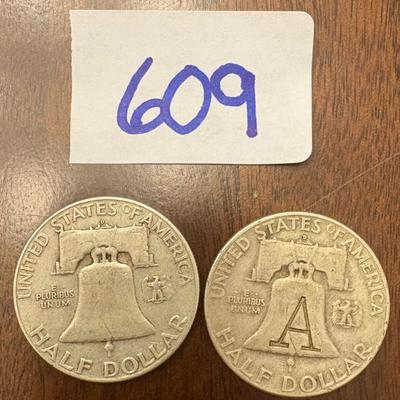 609
UNITED STATES OF AMERICA
E
PLURIBUS
UNUM
HALF DOLLAR
UNITED STATES OF AMERICA
E
PLURIBUS
UNUM
A
HALF DOLLAR